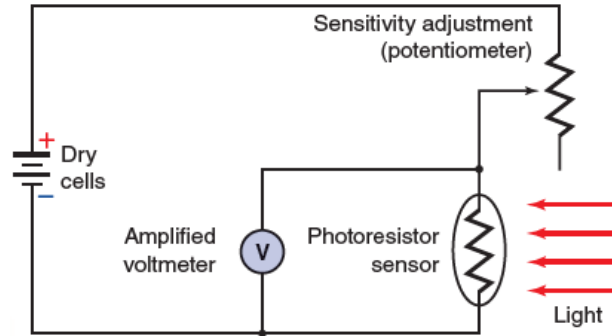 Sensitivity adjustment
(potentiometer)
+
Dry
cells
−
Amplified
voltmeter
V
Photoresistor
sensor
Light